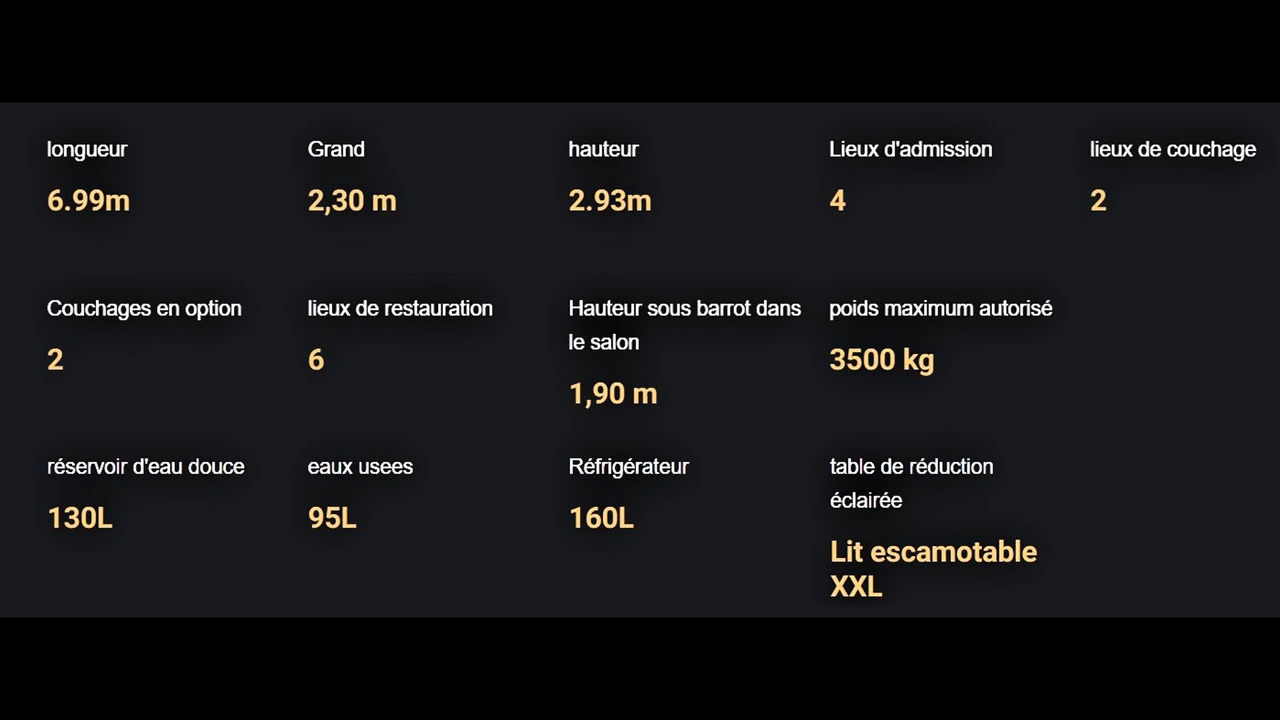 longueur
6.99m
Grand
2,30 m
hauteur
2.93m
Lieux d'admission
4
lieux de couchage
2
Couchages en option
2
lieux de restauration
6
Hauteur sous barrot dans
le salon
1,90 m
poids maximum autorisé
3500 kg
réservoir d'eau douce
130L
eaux usees
95L
Réfrigérateur
160L
table de réduction
éclairée
Lit escamotable
XXL